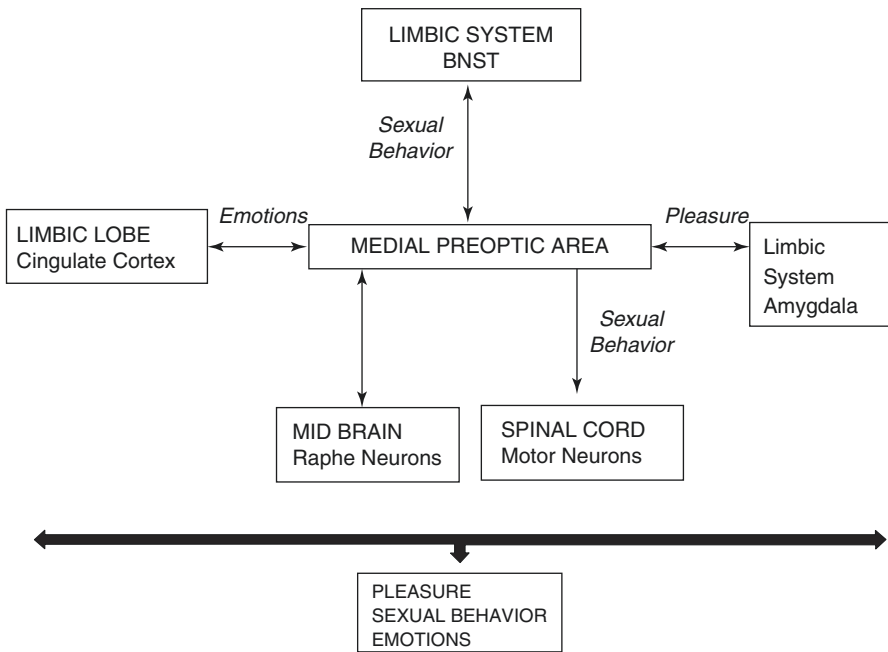 LIMBIC SYSTEM
BNST
Sexual
Behavior
Emotions
Pleasure
LIMBIC LOBE
Cingulate Cortex
MEDIAL PREOPTIC AREA
Limbic
System
Amygdala
Sexual
Behavior
MID BRAIN
Raphe Neurons
SPINAL CORD
Motor Neurons
PLEASURE
SEXUAL BEHAVIOR
EMOTIONS